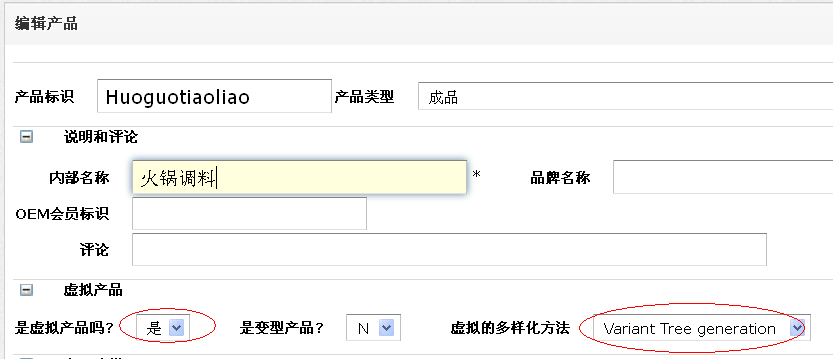 编辑产品
产品标识 Huoguotiaoliao 产品类型 成品
说明和评论
内部名称 火锅调料 * 品牌名称
OEM会员标识
评论
虚拟产品
是虚拟产品吗? 是 是变型产品? N 虚拟的多样化方法 Variant Tree generation